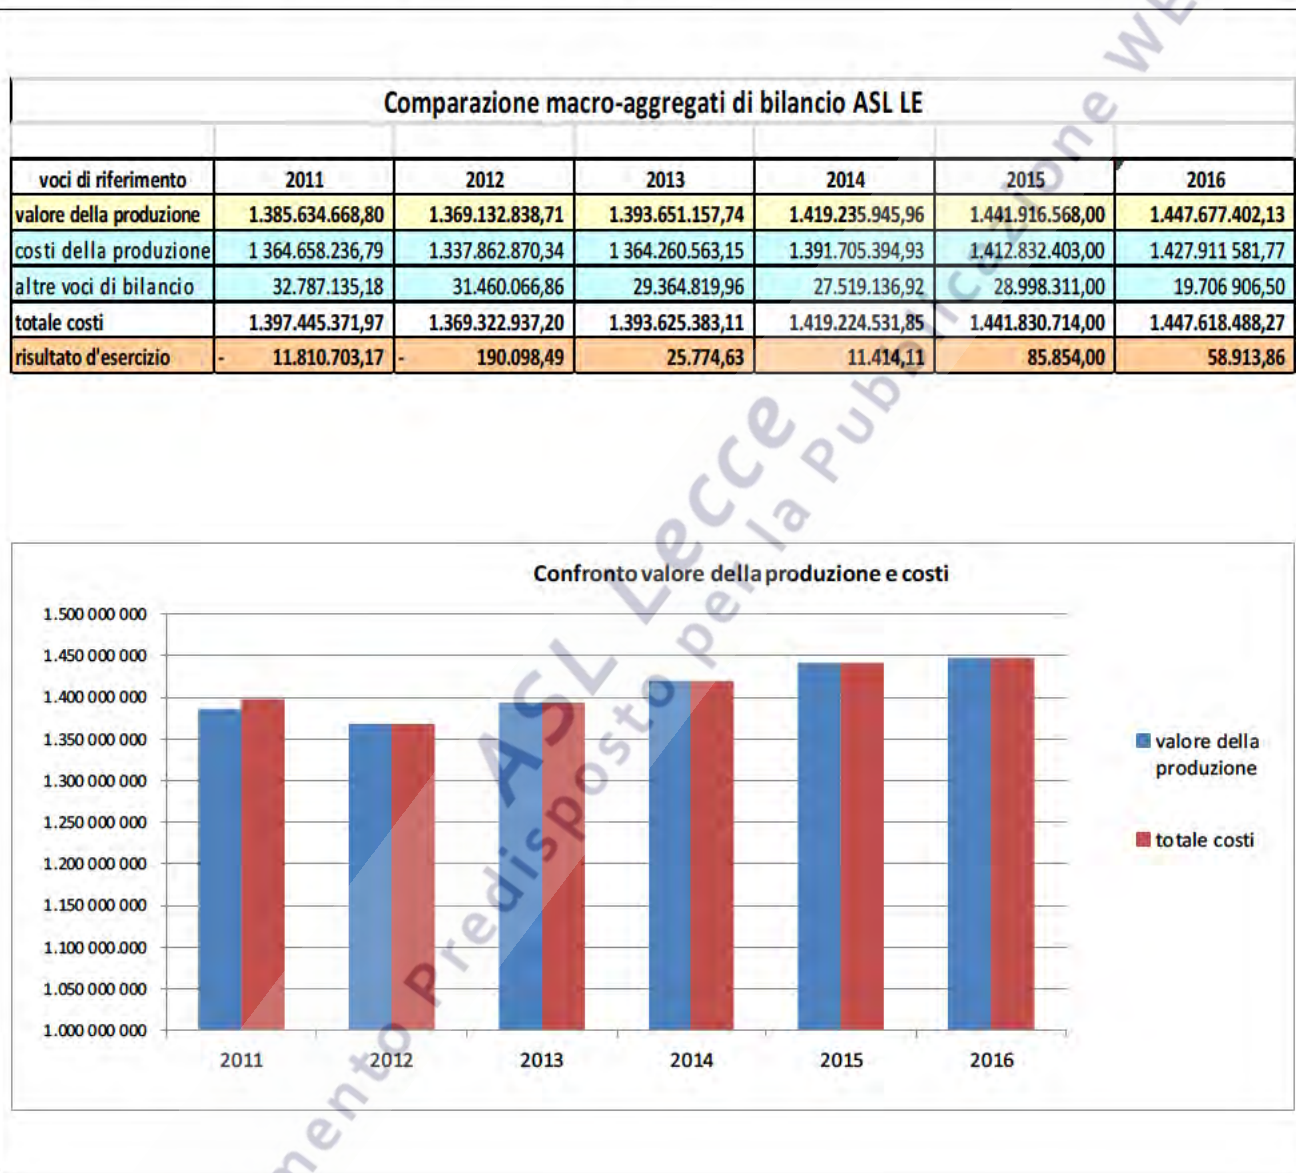 Comparazione macro-aggregati di bilancio ASL LE
voci di riferimento 2011 2012 2013 2014 2015 2016
valore della produzione 1.385.634.668,80 1.369.132.838,71 1.393.651.157,74 1.419.235.945,96 1.441.916.568,00 1.447.677.402,13
costi della produzione 1 364.658.236,79 1.337.862.870,34 1 364.260.563,15 1.391.705.394,93 1.412.832.403,00 1.427.911 581,77
altre voci di bilancio 32.787.135,18 31.460.066,86 29.364.819,96 27.519.136,92 28.998.311,00 19.706 906,50
totale costi 1.397.445.371,97 1.369.322.937,20 1.393.625.383,11 1.419.224.531,85 1.441.830.714,00 1.447.618.488,27
risultato d'esercizio - 11.810.703,17 - 190.098,49 25.774,63 11.414,11 85.854,00 58.913,86
Confronto valore della produzione e costi
1.500 000 000
1.450 000 000
1.400 000 000
1.350 000 000
1.300 000 000
1.250 000 000
1.200 000 000
1.150 000 000
1.100 000.000
1.050 000 000
1.000 000 000
2011 2012 2013 2014 2015 2016
valore della
produzione
totale costi
ASL Lecce
mento Predisposto per la Pubblicazione WE